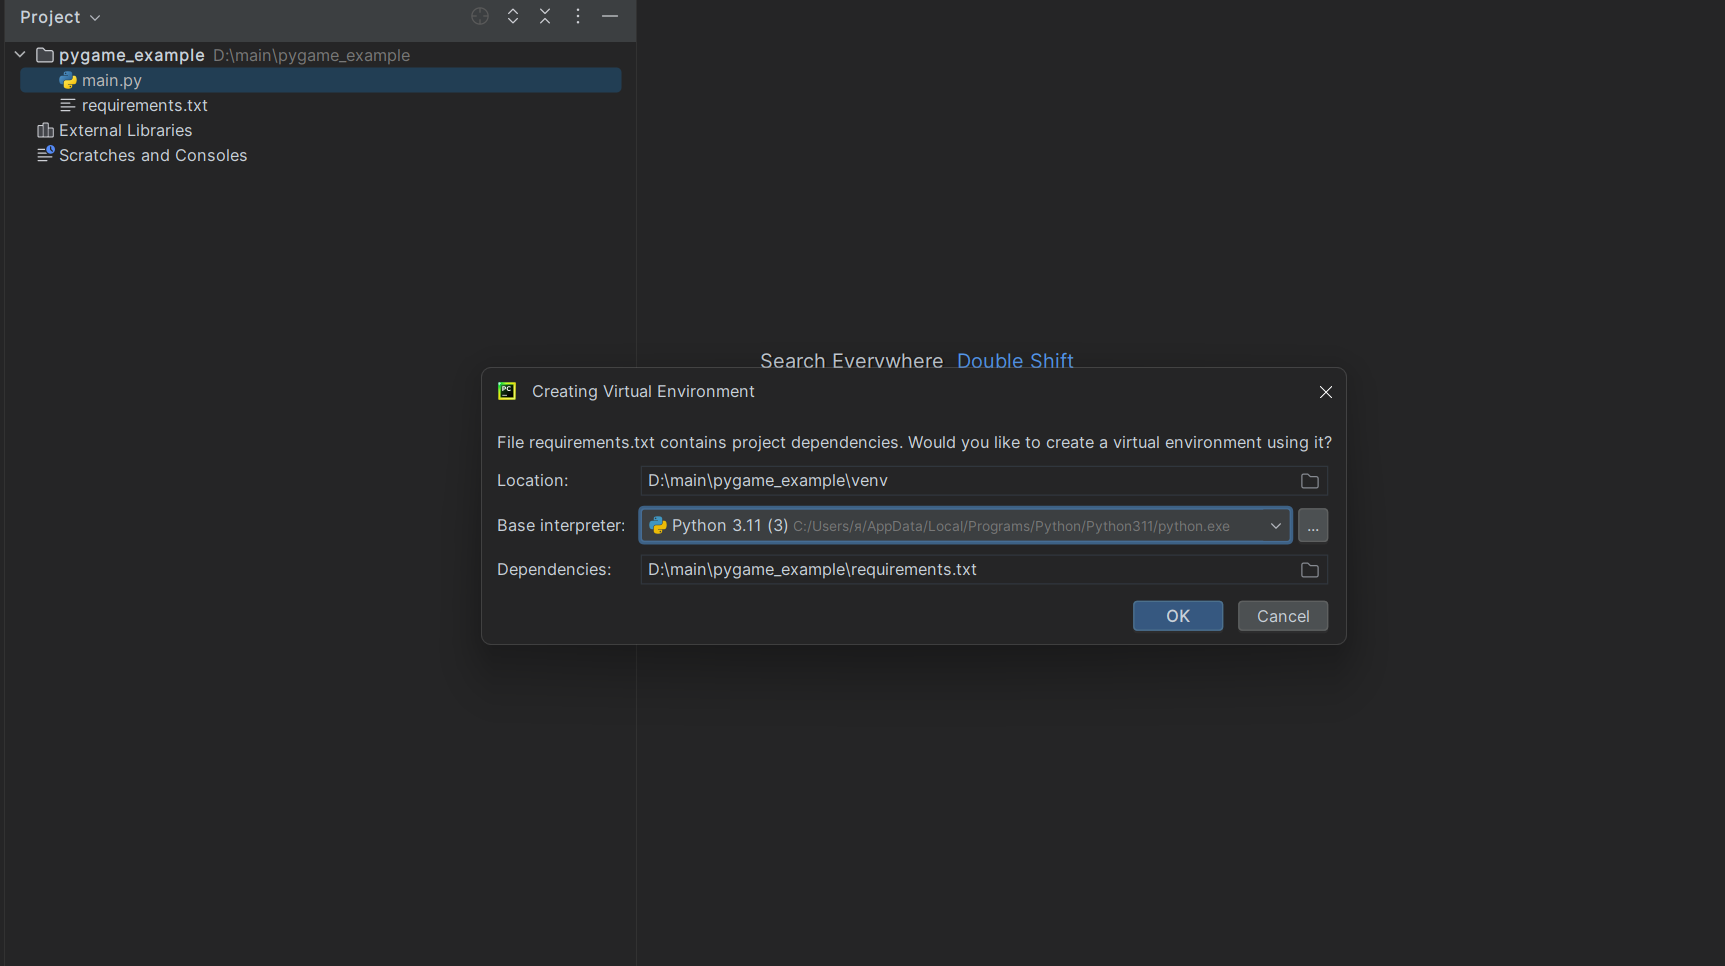 Project
pygame_example D:\main\pygame_example
main.py
requirements.txt
External Libraries
Scratches and Consoles
Search Everywhere Double Shift
PC
Creating Virtual Environment
File requirements.txt contains project dependencies. Would you like to create a virtual environment using it?
Location: D:\main\pygame_example\venv
Base interpreter: Python 3.11 (3) C:/Users/я/AppData/Local/Programs/Python/Python311/python.exe ...
Dependencies: D:\main\pygame_example\requirements.txt
OK Cancel